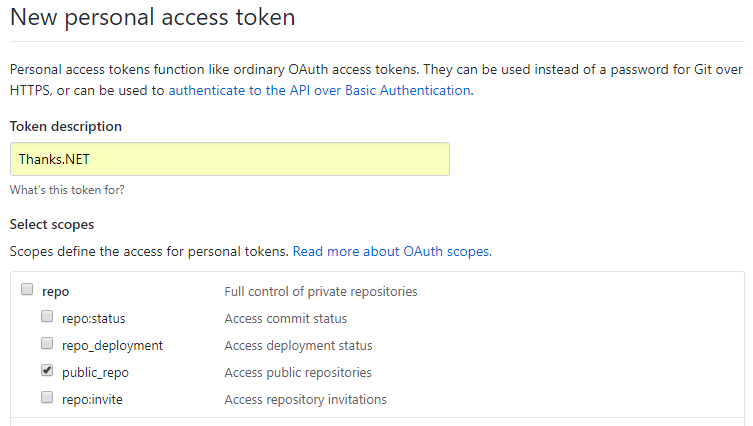 New personal access token
Personal access tokens function like ordinary OAuth access tokens. They can be used instead of a password for Git over
HTTPS, or can be used to authenticate to the API over Basic Authentication.
Token description
Thanks.NET
What's this token for?
Select scopes
Scopes define the access for personal tokens. Read more about OAuth scopes.
repo Full control of private repositories
repo:status Access commit status
repo_deployment Access deployment status
public_repo Access public repositories
repo:invite Access repository invitations